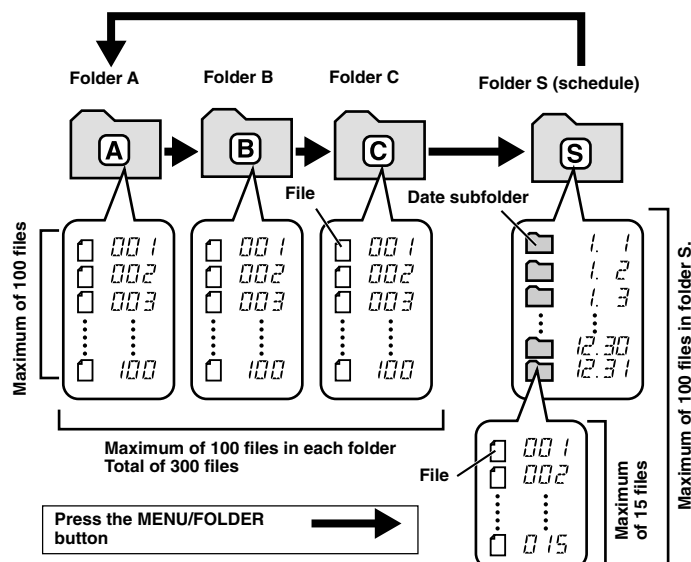 Folder A
Folder B
Folder C
Folder S (schedule)
A
B
C
S
File
Date subfolder
Maximum of 100 files
001
002
003
100
001
002
003
100
001
002
003
100
1. 1
1. 2
1. 3
12.30
12.31
Maximum of 100 files in folder S.
Maximum of 100 files in each folder
Total of 300 files
File
001
002
015
Maximum
of 15 files
Press the MENU/FOLDER
button